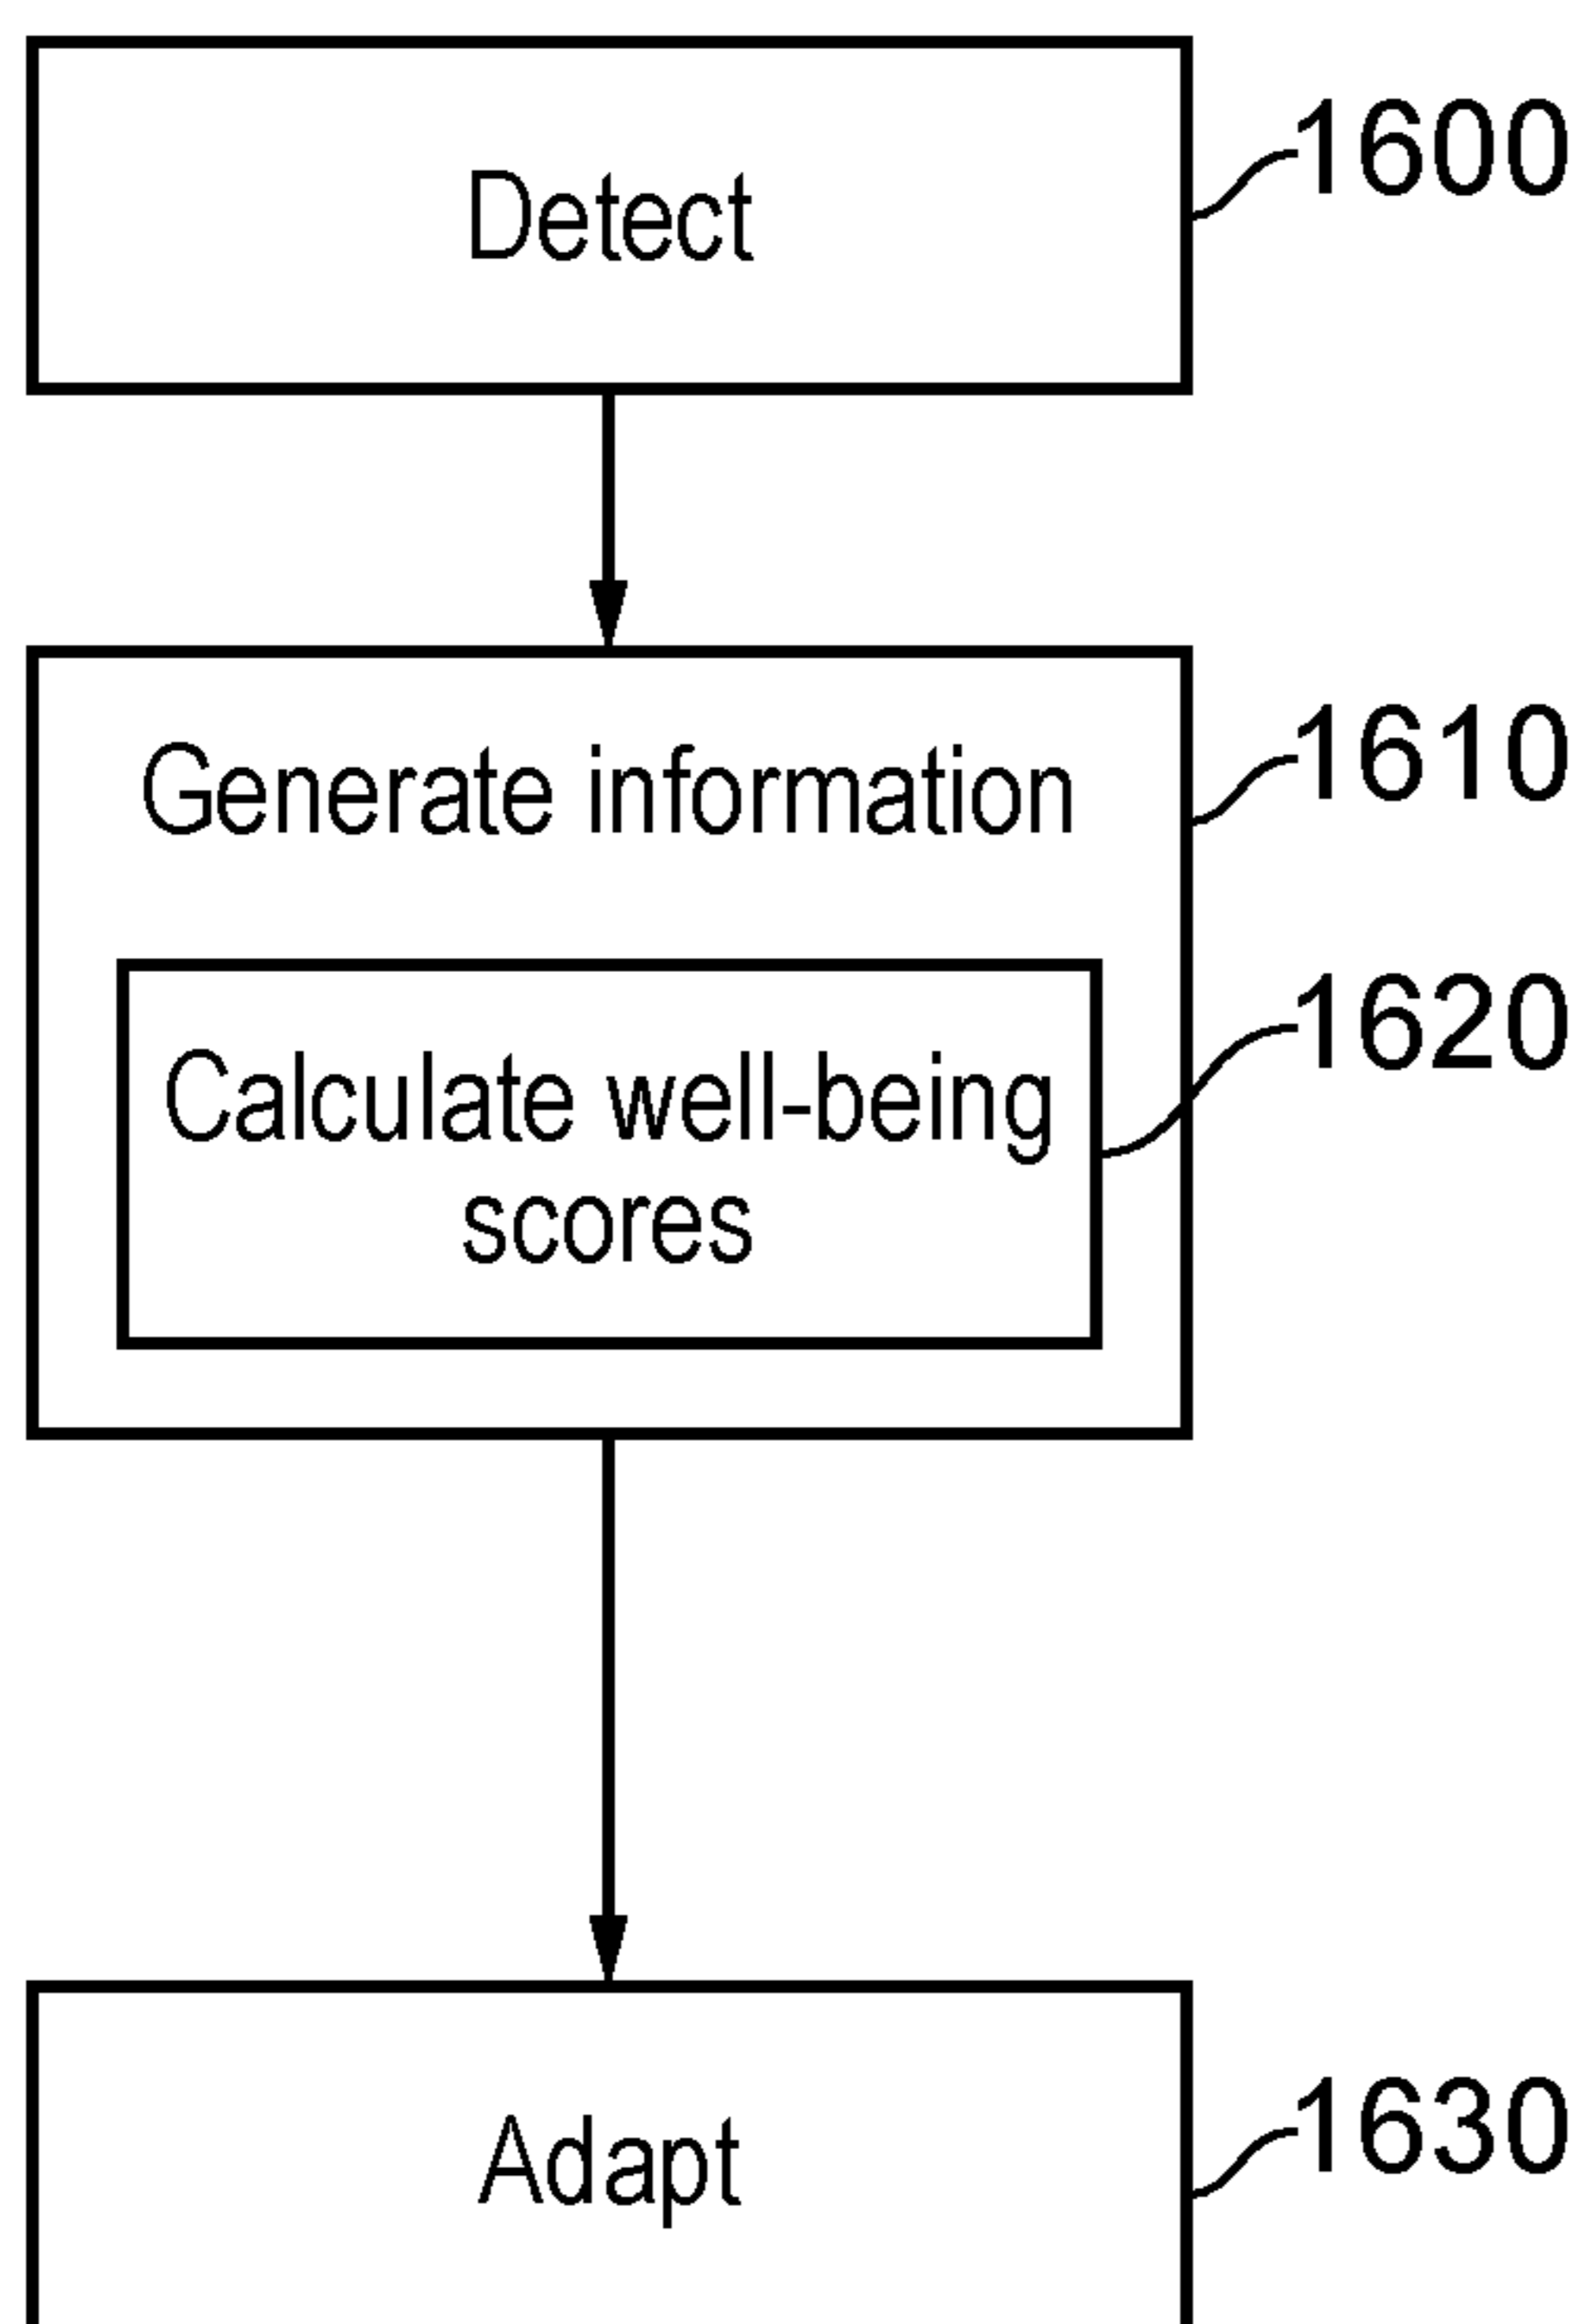 Detect
1600
Generate information
1610
Calculate well-being
scores
1620
Adapt
1630